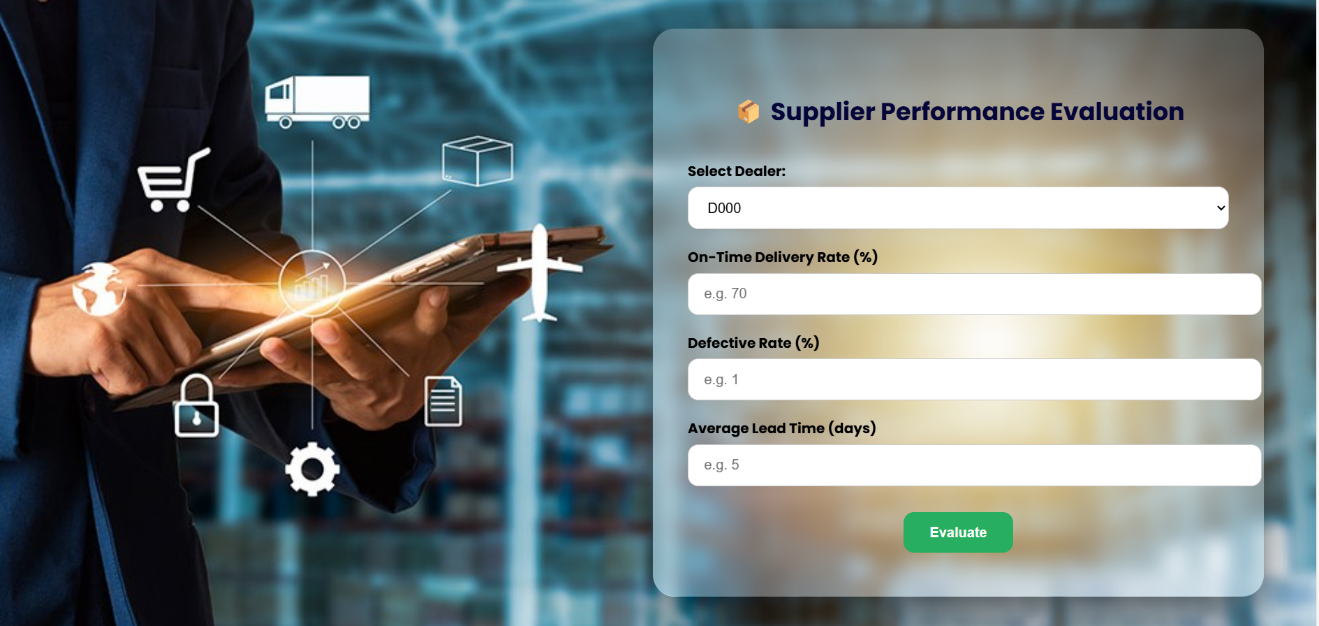 📦 Supplier Performance Evaluation
Select Dealer:
D000
On-Time Delivery Rate (%)
e.g. 70
Defective Rate (%)
e.g. 1
Average Lead Time (days)
e.g. 5
Evaluate